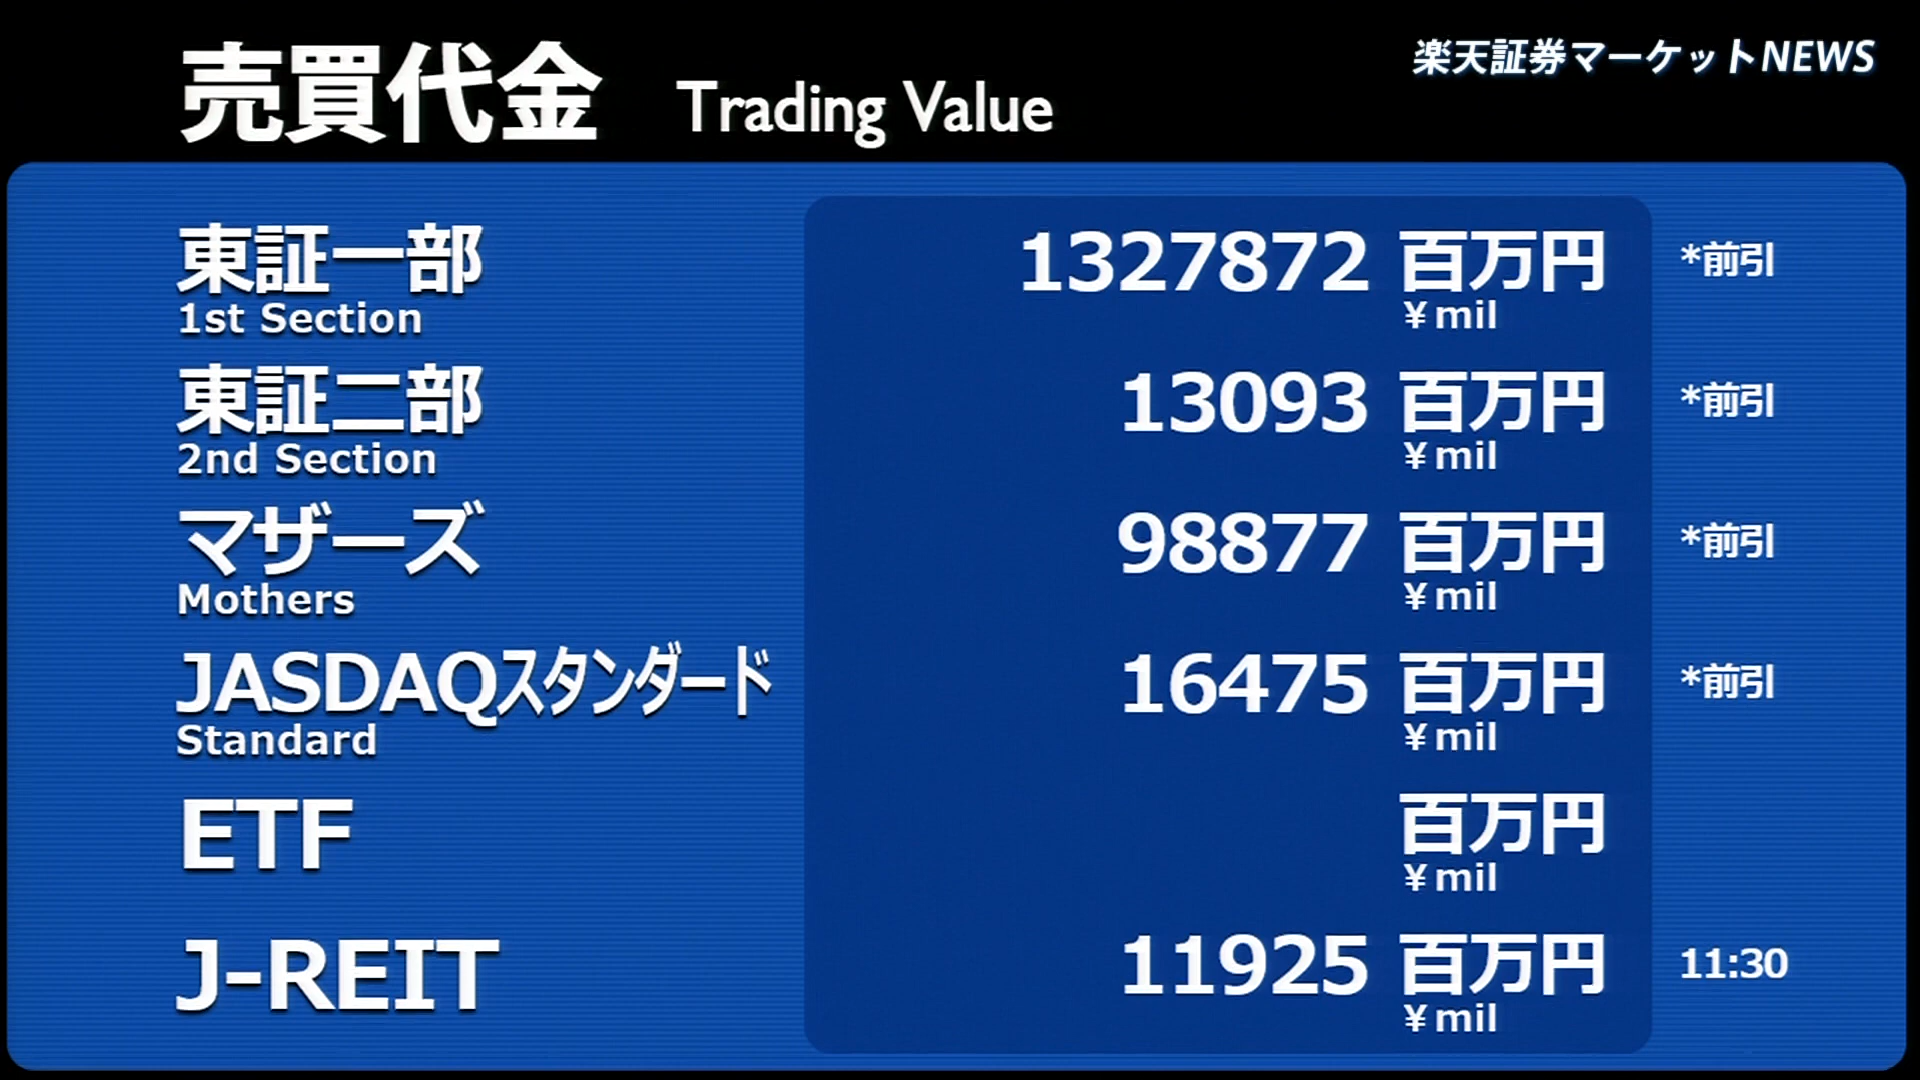 売買代金 Trading Value
楽天証券マーケットNEWS
東証一部 1327872 百万円 *前引
1st Section ¥mil
東証二部 13093 百万円 *前引
2nd Section ¥mil
マザーズ 98877 百万円 *前引
Mothers ¥mil
JASDAQスタンダード 16475 百万円 *前引
Standard ¥mil
ETF 百万円
¥mil
J-REIT 11925 百万円 11:30
¥mil